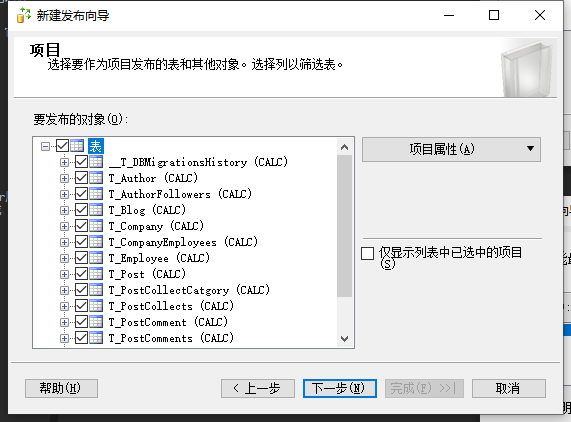 新建发布向导
项目
选择要作为项目发布的表和其他对象。选择列以筛选表。
要发布的对象(O):
表
__T_DBMigrationsHistory (CALC)
T_Author (CALC)
T_AuthorFollowers (CALC)
T_Blog (CALC)
T_Company (CALC)
T_CompanyEmployees (CALC)
T_Employee (CALC)
T_Post (CALC)
T_PostCollectCatgory (CALC)
T_PostCollects (CALC)
T_PostComment (CALC)
T_PostComments (CALC)
项目属性(A)
仅显示列表中已选中的项目
(S)
帮助(H)
< 上一步
下一步(N)
完成(F) >>|
取消